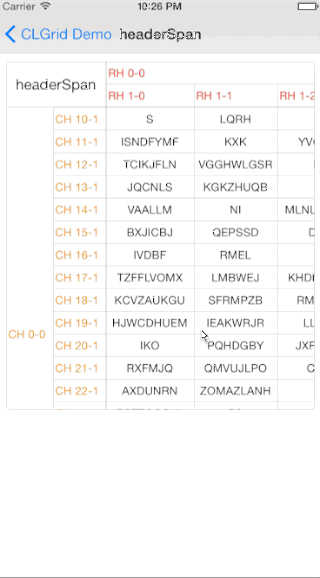 Carrier 10:26 PM
CLGrid Demo headerSpan
headerSpan RH 0-0
RH 1-0 RH 1-1 RH 1-2
CH 10-1 S LQRH
CH 11-1 ISNDFYMF KXK YV
CH 12-1 TCIKJFLN VGGHWLGSR
CH 13-1 JQCNLS KGKZHUQB
CH 14-1 VAALLM NI MLNL
CH 15-1 BXJICBJ QEPSSD
CH 16-1 IVDBF RMEL
CH 17-1 TZFFLVOMX LMBWEJ KHD
CH 18-1 KCVZAUKGU SFRMPZB RM
CH 19-1 HJWCDHUEM IEAKWRJR LL
CH 0-0 CH 20-1 IKO PQHDGBY JXF
CH 21-1 RXFMJQ QMVUJLPO
CH 22-1 AXDUNRN ZOMAZLANH